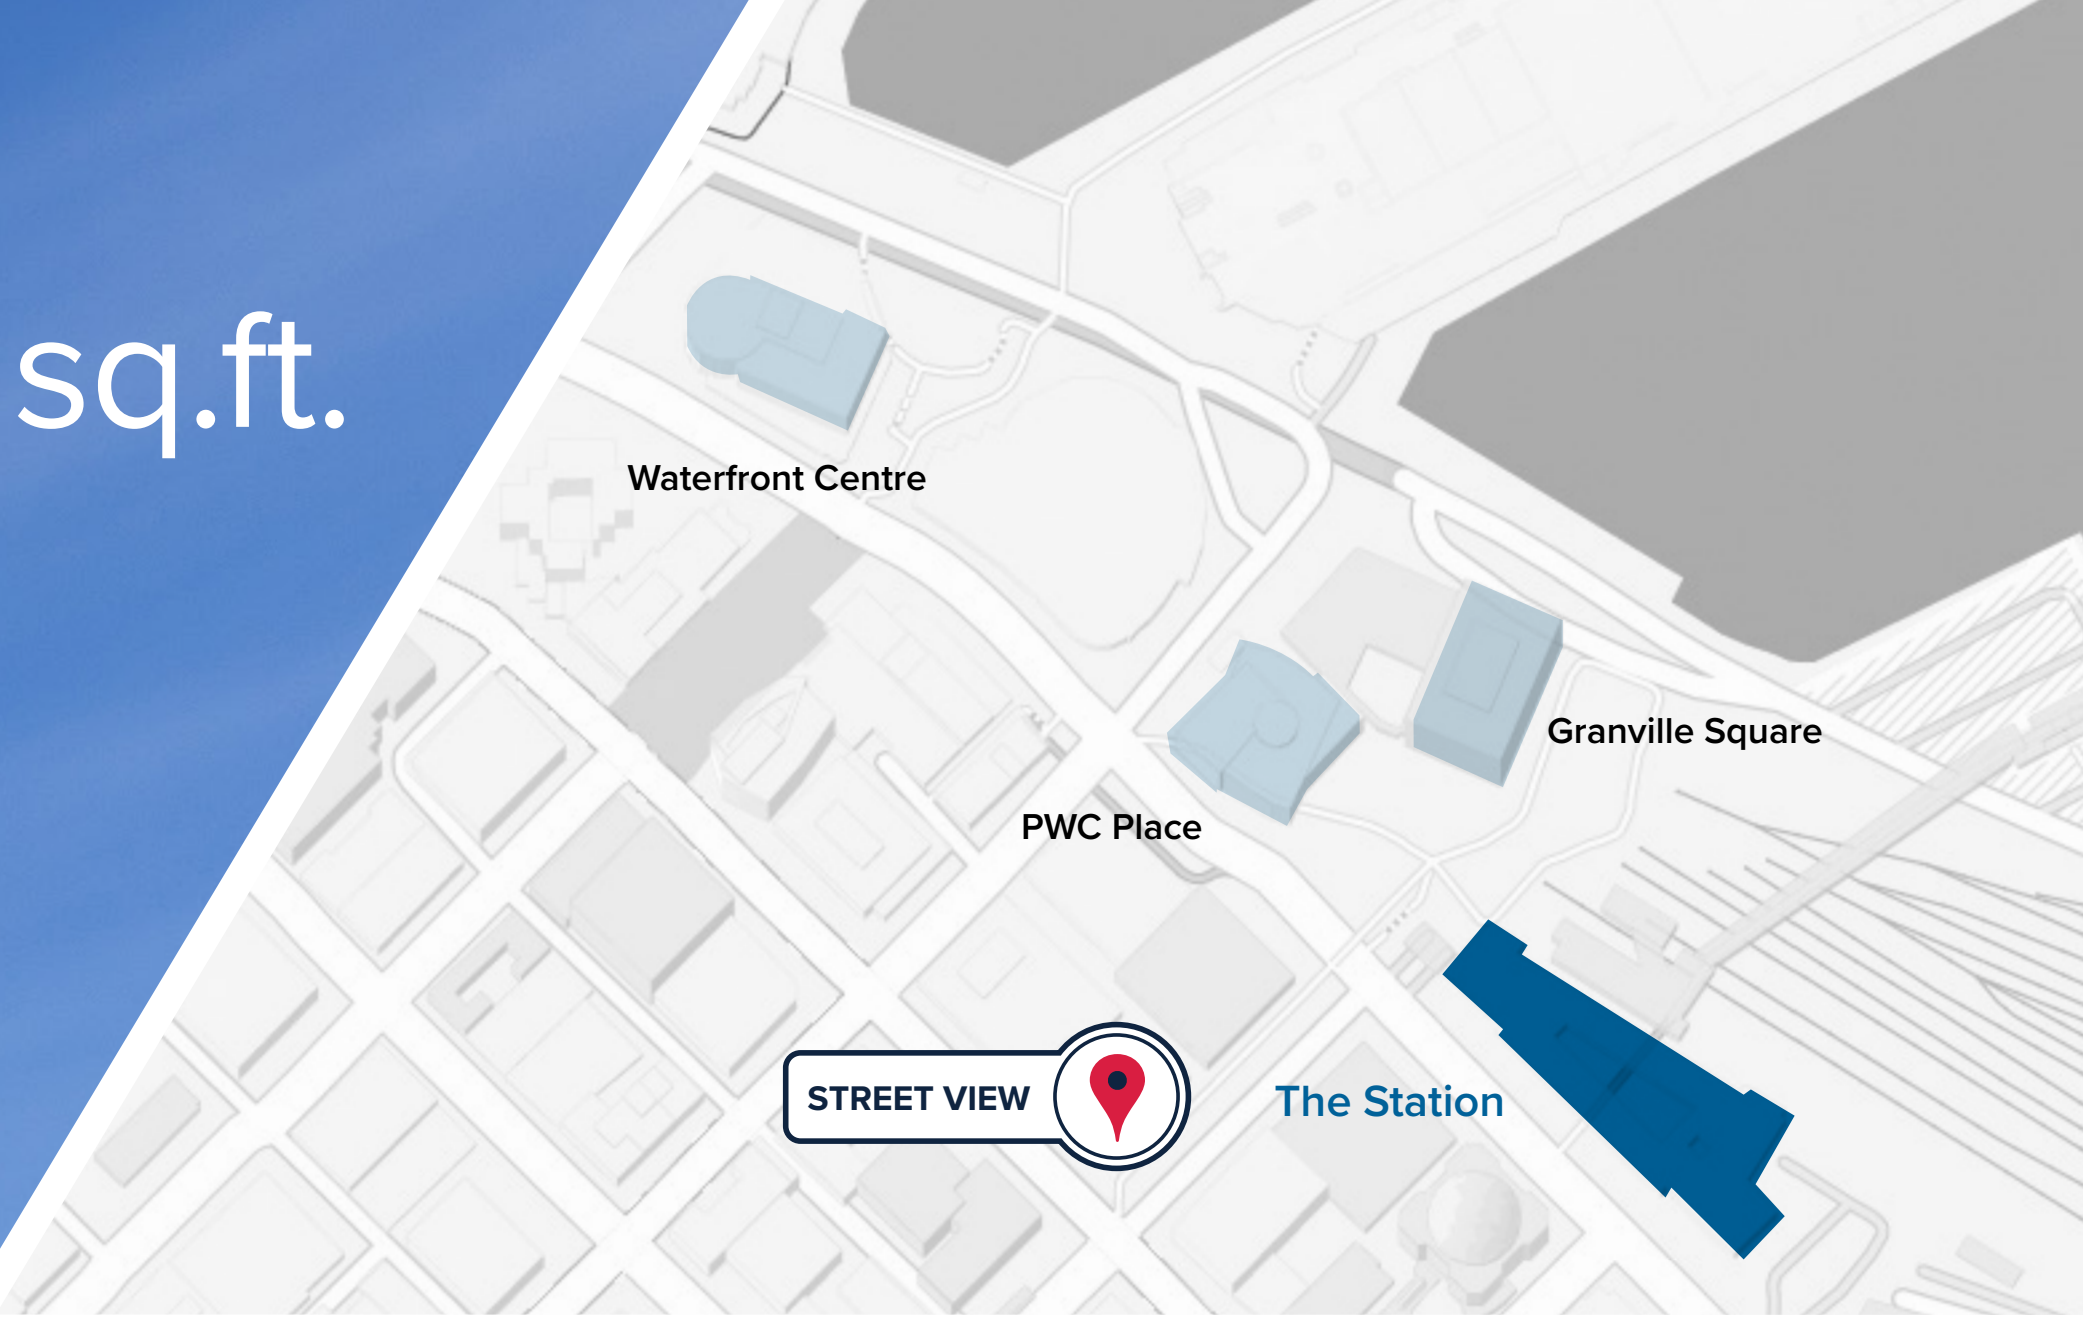 sq.ft.
Waterfront Centre
Granville Square
PWC Place
STREET VIEW
The Station